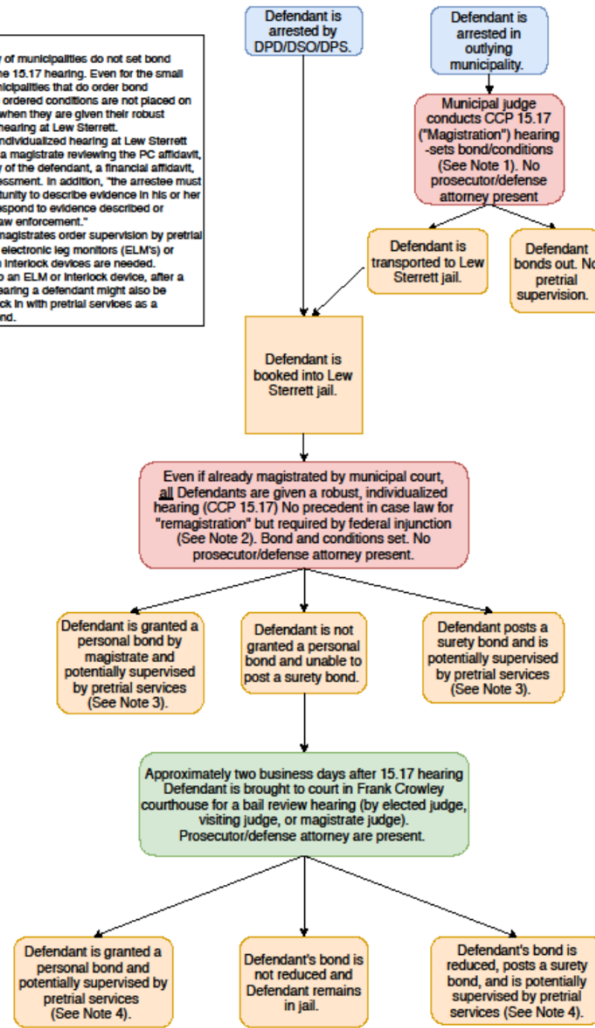 Defendant is
arrested by
DPD/DSO/DPS.
Defendant is
arrested in
outlying
municipality.
of municipalities do not set bond
15.17 hearing. Even for the small
that do order bond
ordered conditions are not placed on
when they are given their robust
hearing at Lew Sterrett.
individualized hearing at Lew Sterrett
a magistrate reviewing the PC affidavit,
of the defendant, a financial affidavit,
In addition, "the arrestee must
to describe evidence in his or her
to evidence described or
law enforcement."
magistrates order supervision by pretrial
electronic leg monitors (ELM's) or
interlock devices are needed.
an ELM or interlock device, after a
hearing a defendant might also be
in with pretrial services as a
Municipal judge
conducts CCP 15.17
("Magistration") hearing
-sets bond/conditions
(See Note 1). No
prosecutor/defense
attorney present
Defendant is
transported to Lew
Sterrett jail.
Defendant
bonds out. No
pretrial
supervision.
Defendant is
booked into Lew
Sterrett jail.
Even if already magistrated by municipal court,
all Defendants are given a robust, individualized
hearing (CCP 15.17) No precedent in case law for
"remagistration" but required by federal injunction
(See Note 2). Bond and conditions set. No
prosecutor/defense attorney present.
Defendant is granted a
personal bond by
magistrate and
potentially supervised
by pretrial services
(See Note 3).
Defendant is not
granted a personal
bond and unable to
post a surety bond.
Defendant posts a
surety bond and is
potentially supervised
by pretrial services
(See Note 3).
Approximately two business days after 15.17 hearing
Defendant is brought to court in Frank Crowley
courthouse for a bail review hearing (by elected judge,
visiting judge, or magistrate judge).
Prosecutor/defense attorney are present.
Defendant is granted a
personal bond and
potentially supervised by
pretrial services
(See Note 4).
Defendant's bond is
not reduced and
Defendant remains
in jail.
Defendant's bond is
reduced, posts a surety
bond, and is potentially
supervised by pretrial
services (See Note 4).